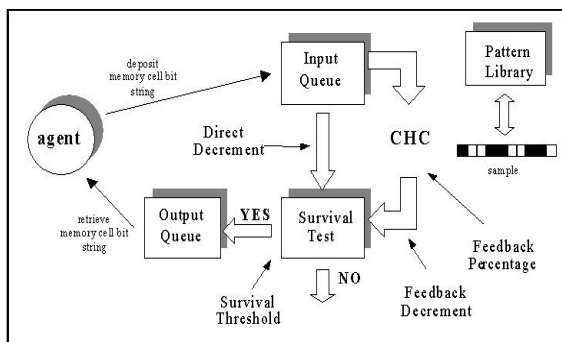 deposit
memory cell bit
string
Input
Queue
Pattern
Library
agent
Direct
Decrement
CHC
sample
retrieve
memory cell bit
string
Output
Queue
YES
Survival
Test
Feedback
Percentage
NO
Survival
Threshold
Feedback
Decrement